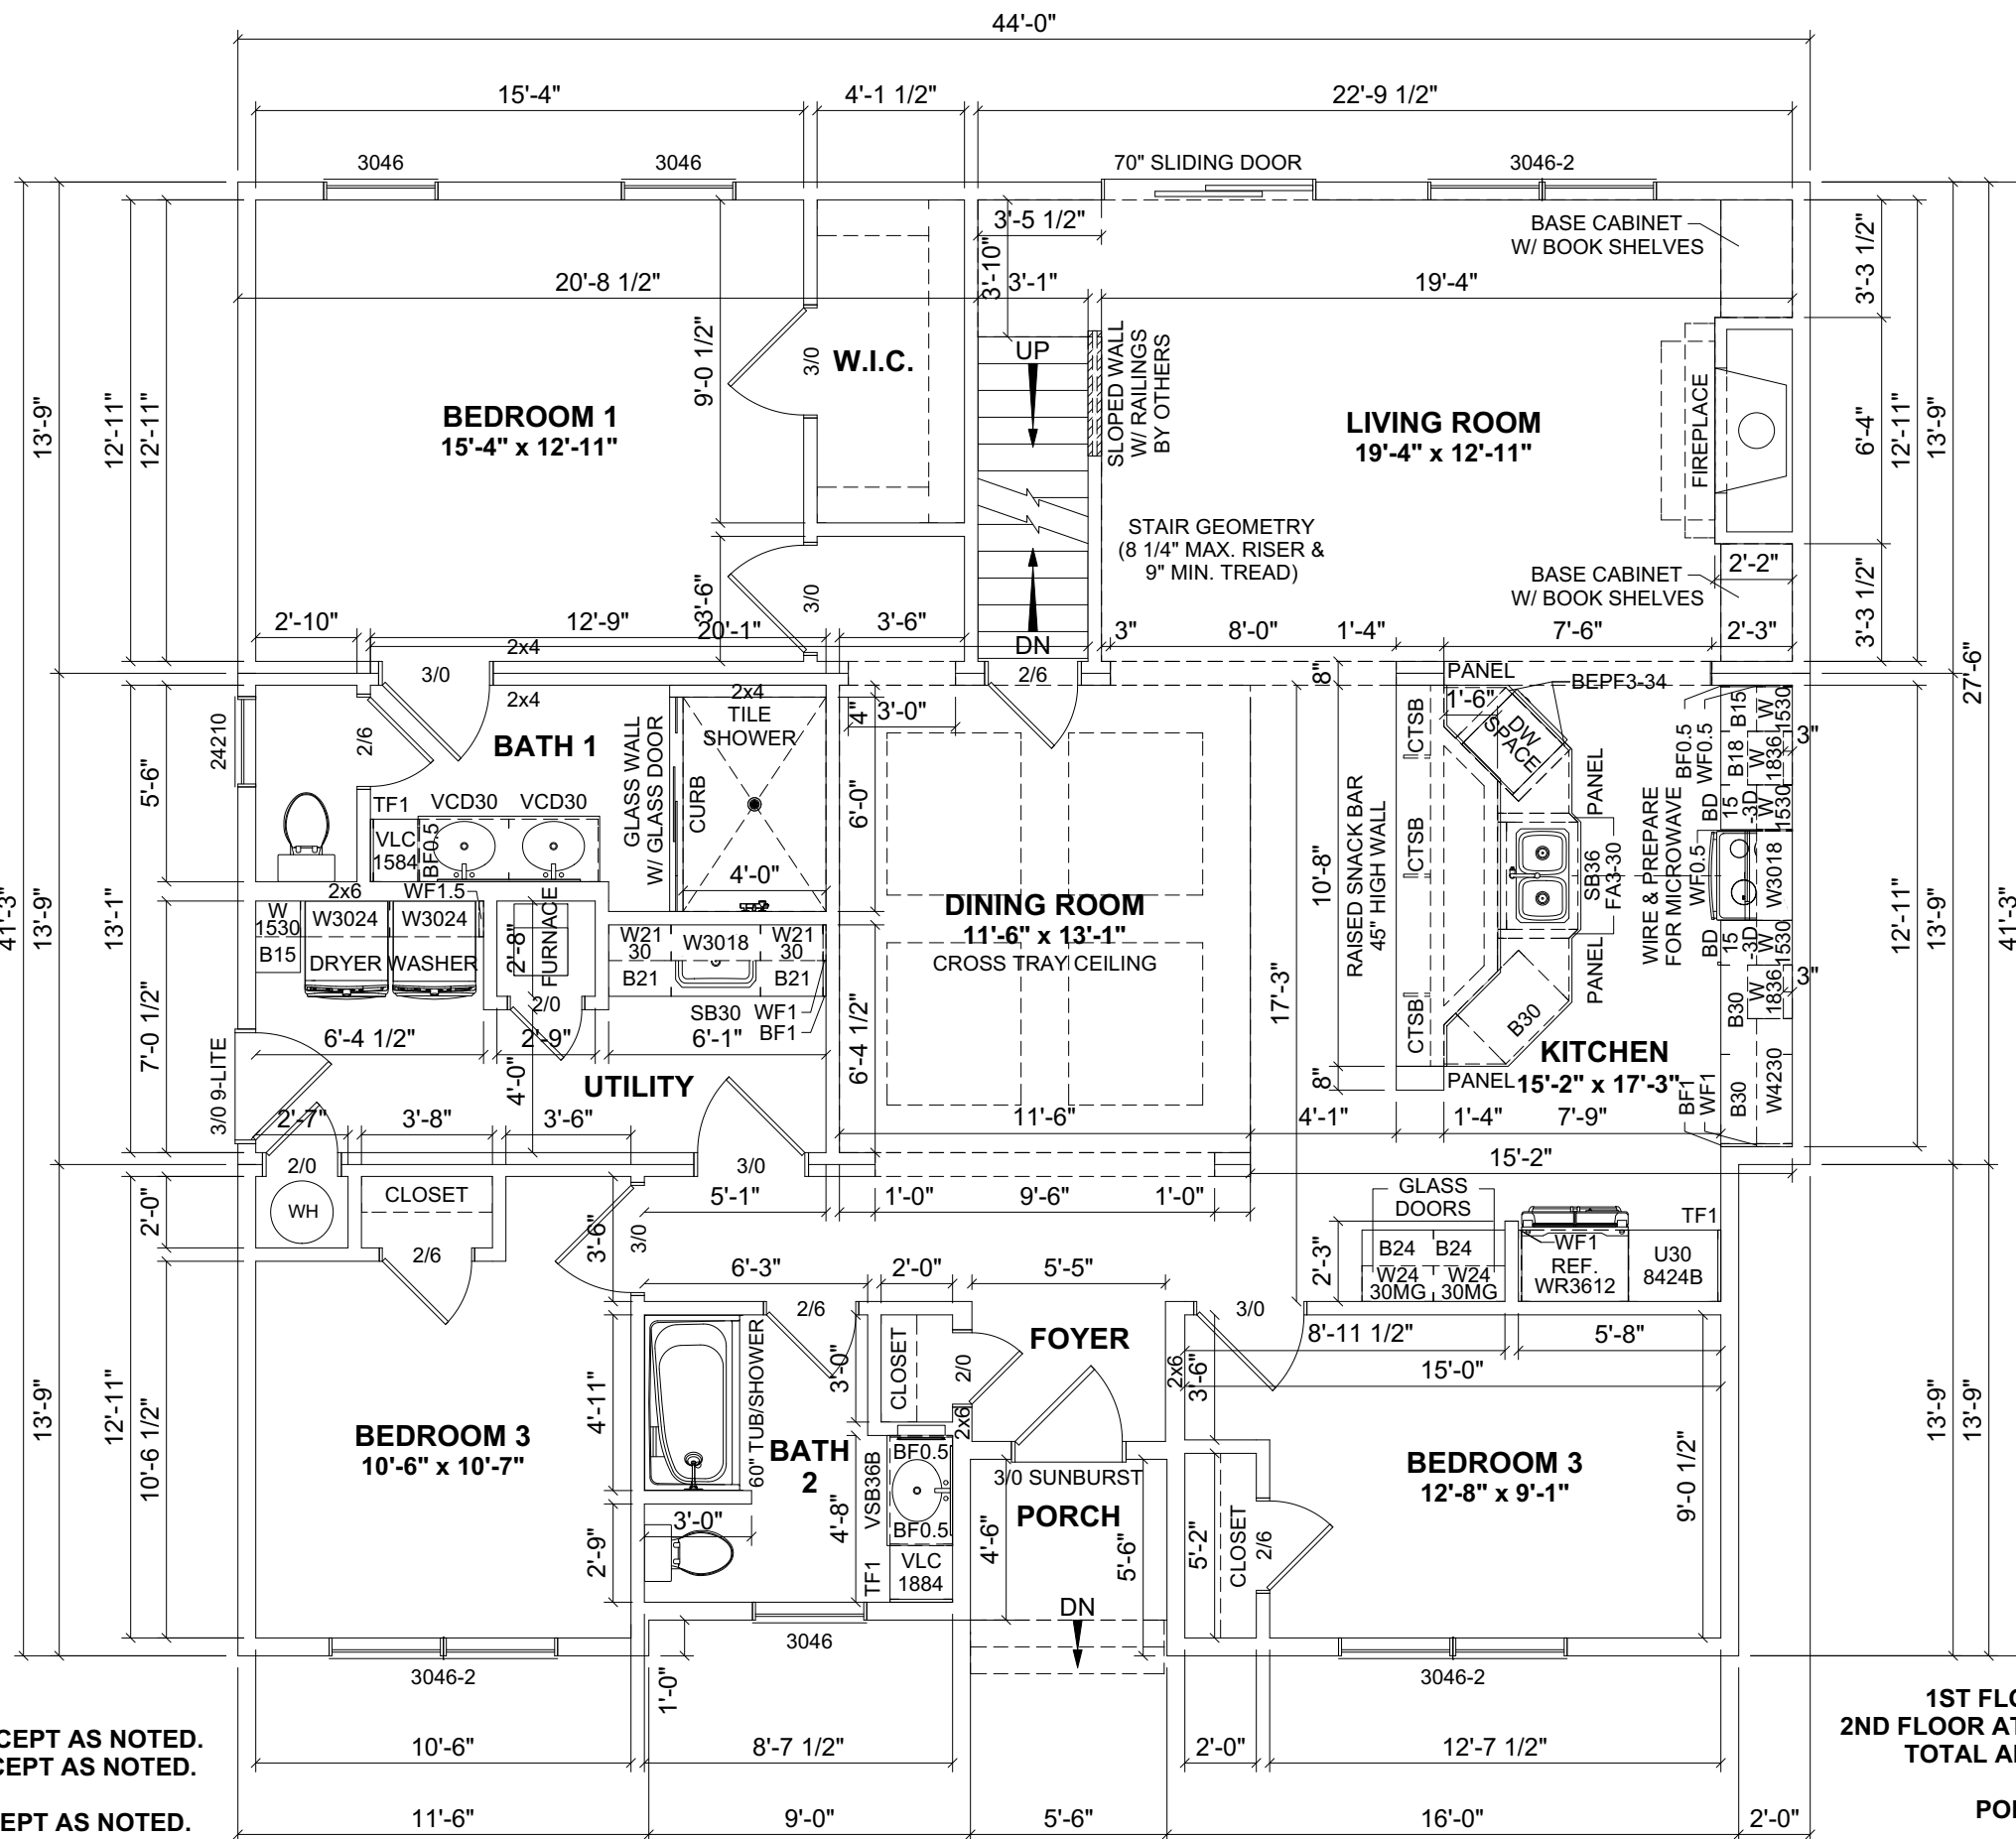 44'-0"
15'-4"
4'-1 1/2"
22'-9 1/2"
3046
3046
70" SLIDING DOOR
3046-2
3'-5 1/2"
BASE CABINET
W/ BOOK SHELVES
3'-10"
3'-3 1/2"
20'-8 1/2"
3'-1"
19'-4"
9'-0 1/2"
3/0
W.I.C.
UP
SLOPED WALL
W/ RAILINGS
BY OTHERS
BEDROOM 1
15'-4" x 12'-11"
LIVING ROOM
19'-4" x 12'-11"
FIREPLACE
6'-4"
12'-11"
13'-9"
13'-9"
12'-11"
12'-11"
STAIR GEOMETRY
(8 1/4" MAX. RISER &
9" MIN. TREAD)
2'-2"
BASE CABINET
W/ BOOK SHELVES
3'-3 1/2"
3'-6"
3/0
2'-10"
12'-9"
20'-1"
3'-6"
DN
3"
8'-0"
1'-4"
7'-6"
2'-3"
2x4
3/0
2x4
2x4
TILE
SHOWER
2/6
8"
PANEL
BEPF3-34
27'-6"
24210
2/6
BATH 1
GLASS WALL
W/ GLASS DOOR
CURB
4"
3'-0"
CTSB
1'-6"
DW
SPACE
BF0.5
WF0.5
B15
W
1530
B18
W
1836
3"
5'-6"
TF1
VCD30
VCD30
VLC
1584
BF0.5
6'-0"
PANEL
BD
15
-3D
W
1530
4'-0"
RAISED SNACK BAR
45" HIGH WALL
10'-8"
CTSB
SB36
FA3-30
WIRE & PREPARE
FOR MICROWAVE
WF0.5
W3018
2x6
WF1.5
W
1530
B15
W3024
W3024
DRYER
WASHER
2'-8"
FURNACE
2/0
W21
30
B21
W3018
W21
30
B21
SB30
WF1
BF1
DINING ROOM
11'-6" x 13'-1"
CROSS TRAY CEILING
41'-3"
13'-9"
13'-1"
12'-11"
13'-9"
41'-3"
BD
15
-3D
W
1530
PANEL
W
1836
3"
B30
B30
CTSB
17'-3"
7'-0 1/2"
3/0 9-LITE
6'-4 1/2"
2'-9"
6'-1"
6'-4 1/2"
UTILITY
4'-0"
8"
PANEL
KITCHEN
15'-2" x 17'-3"
BF1
WF1
B30
W4230
2'-7"
3'-8"
3'-6"
11'-6"
4'-1"
1'-4"
7'-9"
2/0
3/0
15'-2"
2'-0"
WH
CLOSET
2/6
5'-1"
1'-0"
9'-6"
1'-0"
GLASS
DOORS
TF1
3'-6"
3/0
2'-3"
B24
B24
W24
30MG
W24
30MG
WF1
REF.
WR3612
U30
8424B
6'-3"
2'-0"
5'-5"
2/6
3/0
60" TUB/SHOWER
3'-0"
CLOSET
2/0
FOYER
2x6
3'-6"
8'-11 1/2"
5'-8"
15'-0"
4'-11"
2x6
13'-9"
12'-11"
10'-6 1/2"
BEDROOM 3
10'-6" x 10'-7"
BATH
2
VSB36B
BF0.5
BF0.5
3/0 SUNBURST
BEDROOM 3
12'-8" x 9'-1"
9'-0 1/2"
13'-9"
13'-9"
3'-0"
4'-8"
PORCH
4'-6"
5'-6"
5'-2"
CLOSET
2/6
2'-9"
TF1
VLC
1884
DN
3046
3046-2
1'-0"
3046-2
CEPT AS NOTED.
CEPT AS NOTED.
EPT AS NOTED.
10'-6"
8'-7 1/2"
2'-0"
12'-7 1/2"
1ST FLO
2ND FLOOR AT
TOTAL A
11'-6"
9'-0"
5'-6"
16'-0"
2'-0"